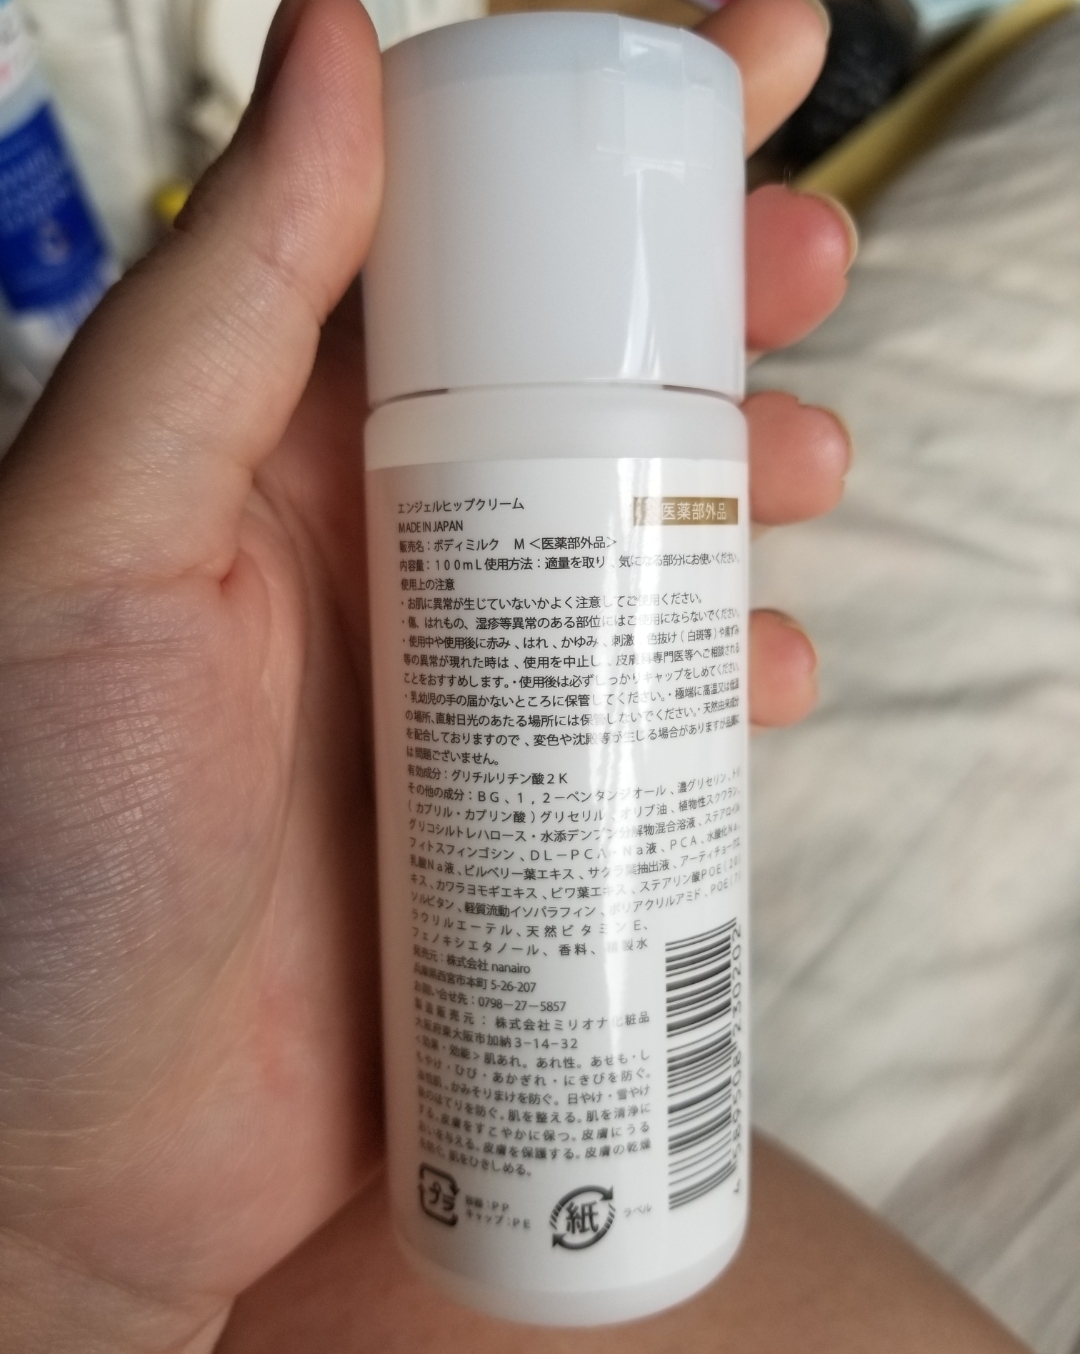 エンジェルヒップクリーム
医薬部外品
MADE IN JAPAN
販売名：ボディミルク　M＜医薬部外品＞
内容量：１００ｍＬ使用方法：適量を取り、気になる部分にお使いください。
使用上の注意
・お肌に異常が生じていないかよく注意してご使用ください。
・傷、はれもの、湿疹等異常のある部位にはご使用にならないでください。
・使用中や使用後に赤み、はれ、かゆみ、刺激、色抜け（白斑等）や黒ずみ
等の異常が現れた時は、使用を中止し、皮膚科専門医等へご相談される
ことをおすすめします。・使用後は必ずしっかりキャップをしめてください。
・乳幼児の手の届かないところに保管してください。・極端に高温又は低温
の場所、直射日光のあたる場所には保管しないでください。・天然由来成分
を配合しておりますので、変色や沈殿等が生じる場合がありますが品質に
は問題ございません。
有効成分：グリチルリチン酸２Ｋ
その他の成分：ＢＧ、１，２－ペンタンジオール、濃グリセリン、トリ
（カプリル・カプリン酸）グリセリル、オリブ油、植物性スクワラン、
グリコシルトレハロース・水添デンプン分解物混合溶液、ステアロイル
フィトスフィンゴシン、ＤＬ－ＰＣＡ・Ｎａ液、ＰＣＡ、水酸化Ｎａ、
乳酸Ｎａ液、ビルベリー葉エキス、サクラ葉抽出液、アーティチョークエ
キス、カワラヨモギエキス、ビワ葉エキス、ステアリン酸ＰＯＥ
ソルビタン、軽質流動イソパラフィン、ポリアクリルアミド、ＰＯＥ
ラウリルエーテル、天然ビタミンＥ、
フェノキシエタノール、香料、精製水
発売元：株式会社 nanairo
兵庫県西宮市本町 5-26-207
お問い合せ先：0798－27－5857
製造販売元：株式会社ミリオナ化粧品
大阪府東大阪市加納３－１４－３２
＜効果・効能＞肌あれ。あれ性。あせも・し
もやけ・ひび・あかぎれ・にきびを防ぐ。
油性肌。かみそりまけを防ぐ。日やけ・雪やけ
後のほてりを防ぐ。肌を整える。肌を清浄に
する。皮膚をすこやかに保つ。皮膚にうる
おいを与える。皮膚を保護する。皮膚の乾燥
を防ぐ。肌をひきしめる。
プラ
容器：ＰＰ
キャップ：ＰＥ
紙
ラベル